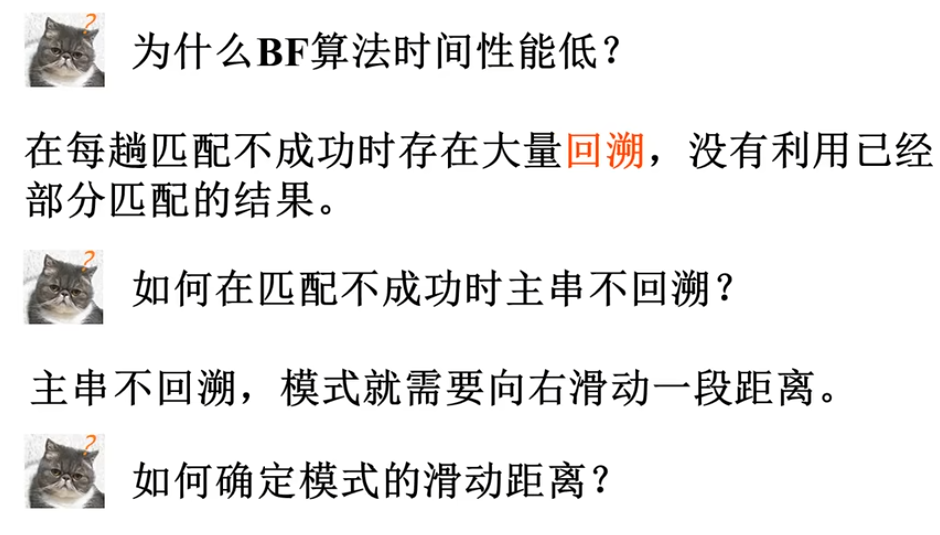 为什么BF算法时间性能低？
在每趟匹配不成功时存在大量回溯，没有利用已经
部分匹配的结果。
如何在匹配不成功时主串不回溯？
主串不回溯，模式就需要向右滑动一段距离。
如何确定模式的滑动距离？